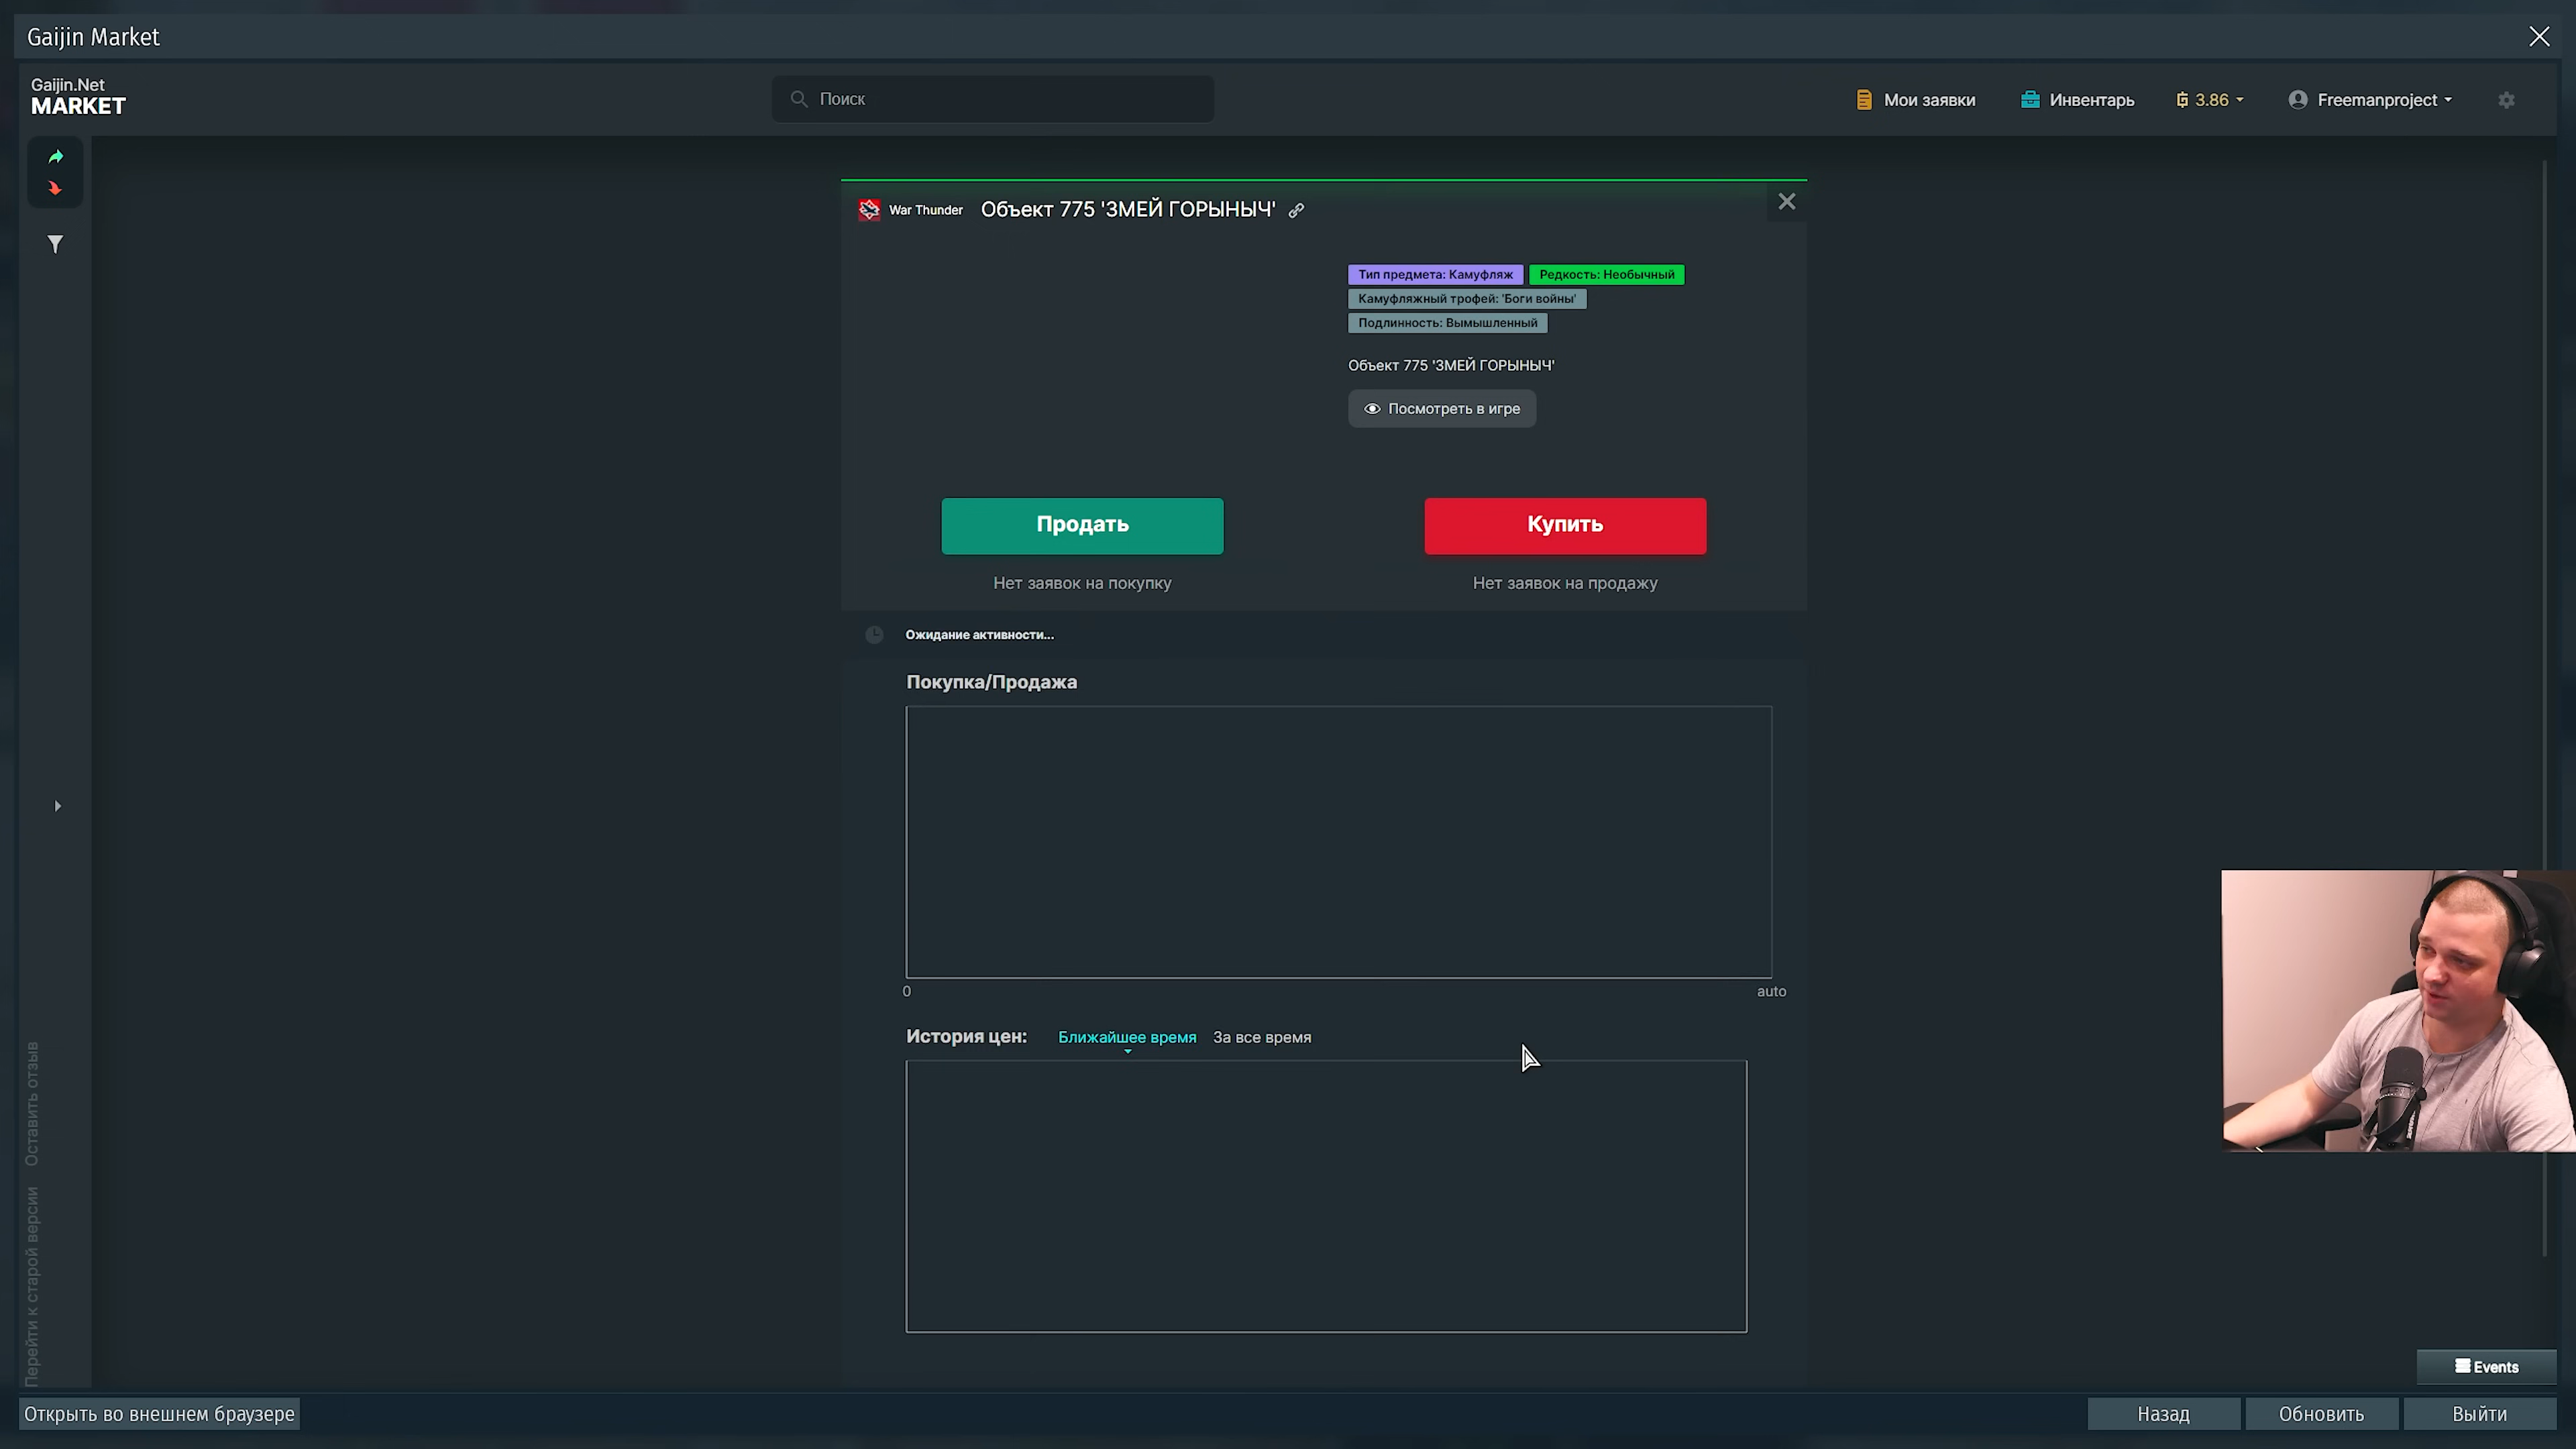 Gaijin Market
Gaijin.Net
MARKET
Поиск
Мои заявки
Инвентарь
3.86
Freemanproject
War Thunder
Объект 775 'ЗМЕЙ ГОРЫНЫЧ'
Тип предмета: Камуфляж
Редкость: Необычный
Камуфляжный трофей: 'Боги войны'
Подлинность: Вымышленный
Объект 775 'ЗМЕЙ ГОРЫНЫЧ'
Посмотреть в игре
Продать
Купить
Нет заявок на покупку
Нет заявок на продажу
Ожидание активности...
Покупка/Продажа
0
auto
История цен:
Ближайшее время
За все время
Оставить отзыв
Перейти к старой версии
Events
Открыть во внешнем браузере
Назад
Обновить
Выйти